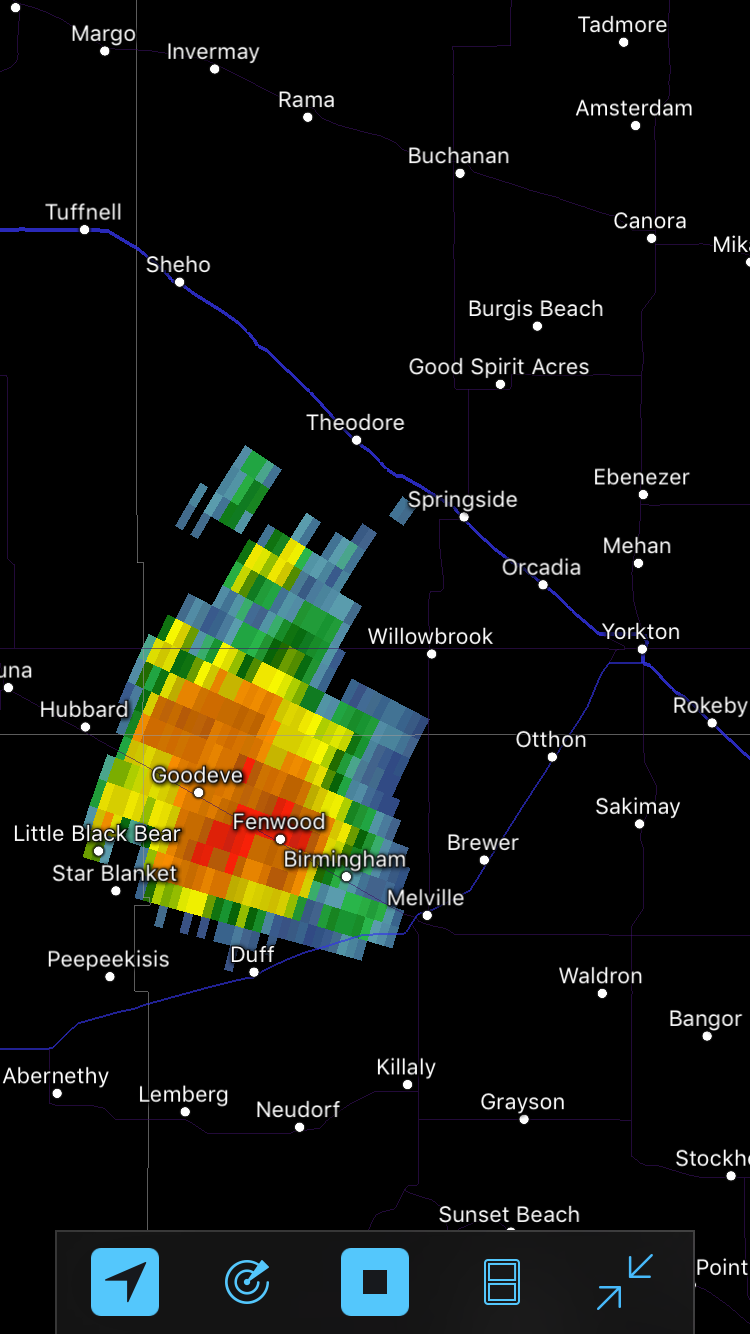 Tadmore
Margo
Invermay
Rama
Amsterdam
Buchanan
Tuffnell
Canora
Mik
Sheho
Burgis Beach
Good Spirit Acres
Theodore
Ebenezer
Springside
Mehan
Orcadia
Yorkton
Willowbrook
una
Rokeby
Hubbard
Otthon
Goodeve
Sakimay
Fenwood
Little Black Bear
Brewer
Birmingham
Star Blanket
Melville
Duff
Peepeekisis
Waldron
Bangor
Killaly
Abernethy
Lemberg
Grayson
Neudorf
Stockh
Sunset Beach
Point